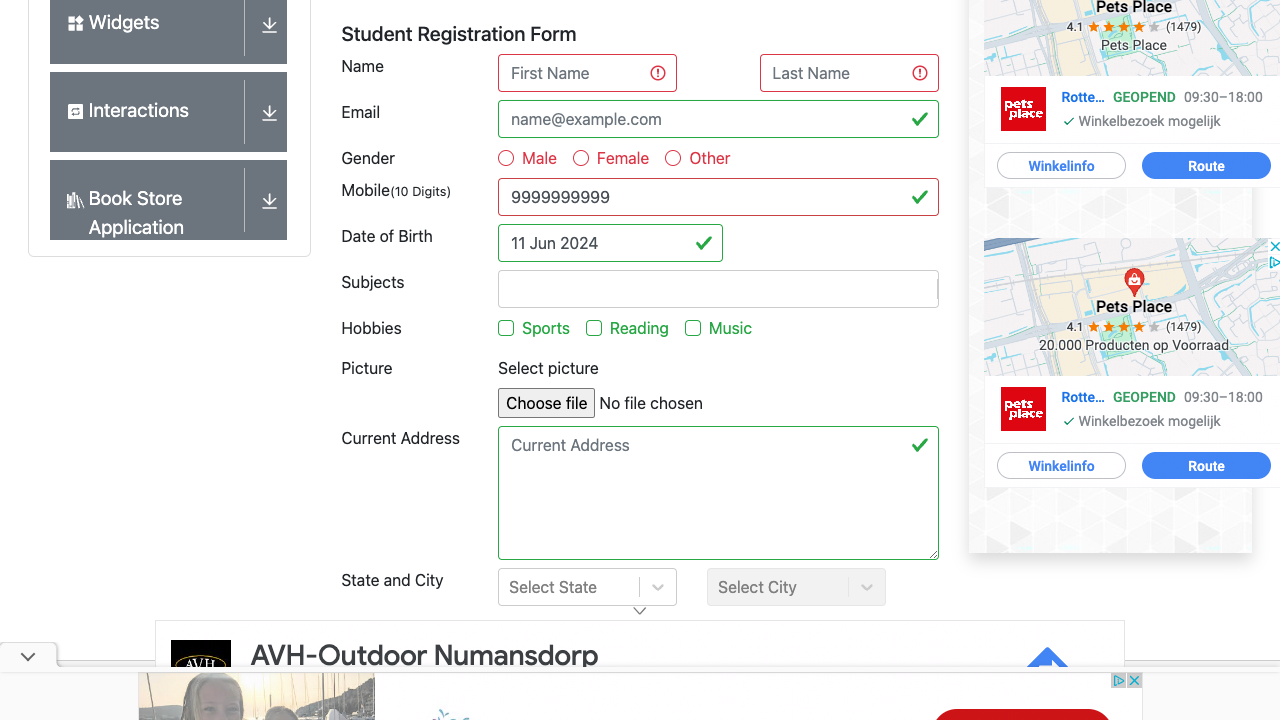 Widgets
Interactions
Book Store
Application
Student Registration Form
Name
First Name
Last Name
Email
name@example.com
Gender
Male
Female
Other
Mobile(10 Digits)
9999999999
Date of Birth
11 Jun 2024
Subjects
Hobbies
Sports
Reading
Music
Picture
Select picture
Choose file No file chosen
Current Address
Current Address
State and City
Select State
Select City
Pets Place
4.1 (1479)
Pets Place
pets place
Rotte... GEOPEND 09:30–18:00
Winkelbezoek mogelijk
Winkelinfo
Route
Pets Place
4.1 (1479)
20.000 Producten op Voorraad
pets place
Rotte... GEOPEND 09:30–18:00
Winkelbezoek mogelijk
Winkelinfo
Route
AVH
AVH-Outdoor Numansdorp